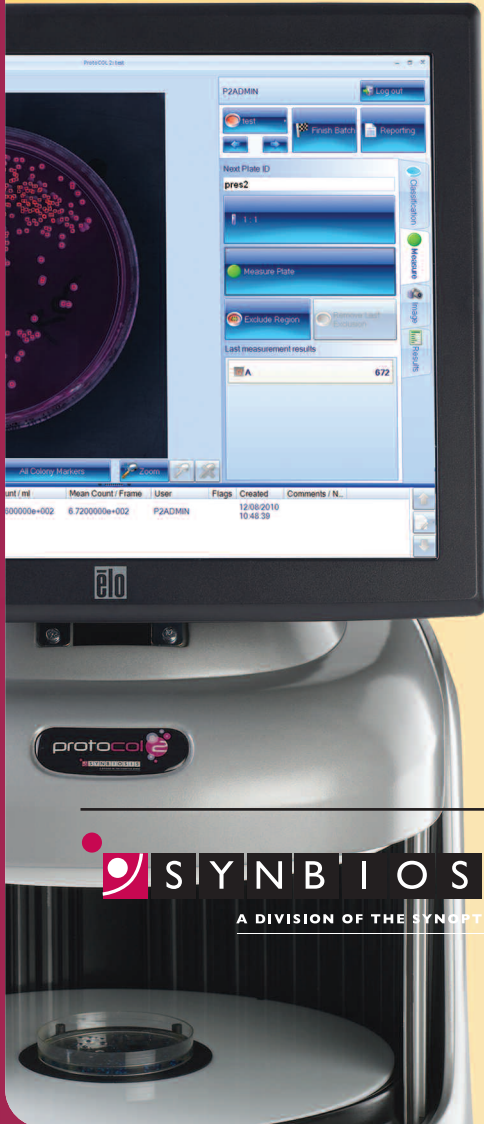 ProtoCOL 2: test
P2ADMIN
Log out
test
Finish Batch
Reporting
Next Plate ID
pres2
1 : 1
Measure Plate
Exclude Region
Remove Last
Exclusion
Last measurement results
A 672
Classification
Measure
Image
Results
All Colony Markers
Zoom
unt / ml Mean Count / Frame User Flags Created Comments / N..
600000e+002 6.7200000e+002 P2ADMIN 12/08/2010
10:48:39
elo
protocol 2
SYNBIOSIS
SYNBIOS
A DIVISION OF THE SYNOPT